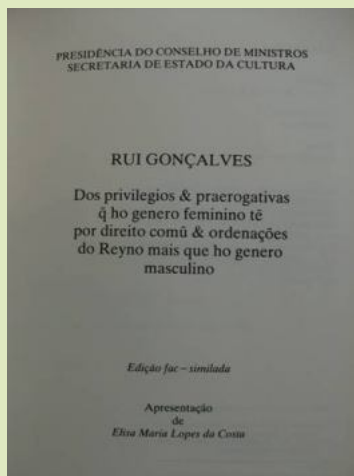 PRESIDÊNCIA DO CONSELHO DE MINISTROS
SECRETARIA DE ESTADO DA CULTURA
RUI GONÇALVES
Dos privilegios & praerogativas
q̃ ho genero feminino tẽ
por direito comũ & ordenações
do Reyno mais que ho genero
masculino
Edição fac – similada
Apresentação
de
Elisa Maria Lopes da Costa